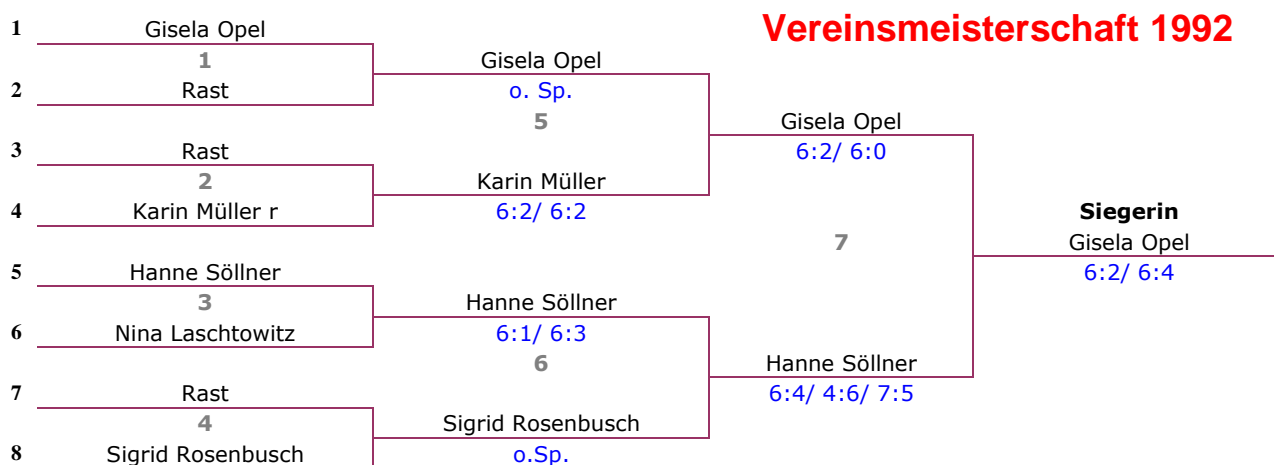 Vereinsmeisterschaft 1992
1 Gisela Opel
1
2 Rast
3 Rast
2
4 Karin Müller r
5 Hanne Söllner
3
6 Nina Laschtowitz
7 Rast
4
8 Sigrid Rosenbusch
Gisela Opel
o. Sp.
5
Karin Müller
6:2/ 6:2
Hanne Söllner
6:1/ 6:3
6
Sigrid Rosenbusch
o.Sp.
Gisela Opel
6:2/ 6:0
7
Hanne Söllner
6:4/ 4:6/ 7:5
Siegerin
Gisela Opel
6:2/ 6:4